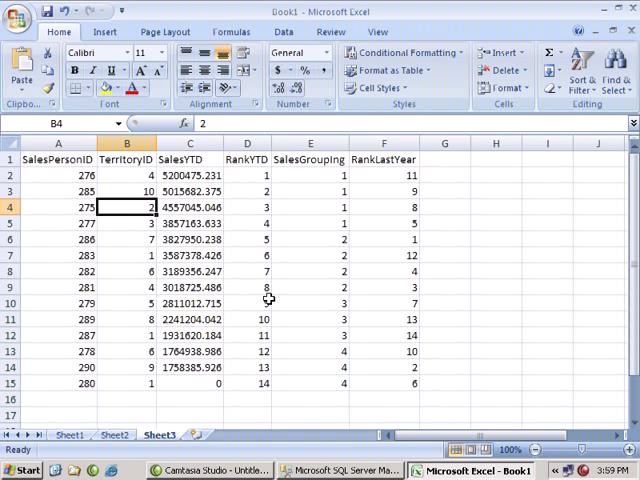 Book1 - Microsoft Excel
Home Insert Page Layout Formulas Data Review View
Paste
Calibri 11
B I U A A
General
$ % ,
Conditional Formatting
Format as Table
Cell Styles
Insert
Delete
Format
Σ
Sort & Filter
Find & Select
Clipboa... Font Alignment Number Styles Cells
B4 fx 2
A B C D E F G H I J
1 SalesPersonID TerritoryID SalesYTD RankYTD SalesGrouping RankLastYear
2 276 4 5200475.231 1 1 11
3 285 10 5015682.375 2 1 9
4 275 2 4557045.046 3 1 8
5 277 3 3857163.633 4 1 5
6 286 7 3827950.238 5 2 1
7 283 1 3587378.426 6 2 12
8 282 6 3189356.247 7 2 4
9 281 4 3018725.486 8 2 3
10 279 5 2811012.715 3 7
11 289 8 2241204.042 10 3 13
12 287 1 1931620.184 11 3 14
13 278 6 1764938.986 12 4 10
14 290 9 1758385.926 13 4 2
15 280 1 0 14 4 6
16
17
Sheet1 Sheet2 Sheet3
Ready 100%
Start Camtasia Studio - Untitle... Microsoft SQL Server Ma... Microsoft Excel - Book1 3:59 PM